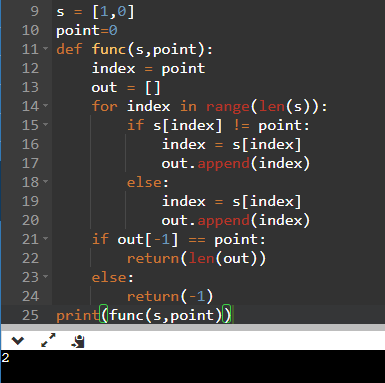 9 s = [1,0]
10 point=0
11 def func(s,point):
12     index = point
13     out = []
14     for index in range(len(s)):
15         if s[index] != point:
16             index = s[index]
17             out.append(index)
18         else:
19             index = s[index]
20             out.append(index)
21     if out[-1] == point:
22         return(len(out))
23     else:
24         return(-1)
25 print(func(s,point))
2